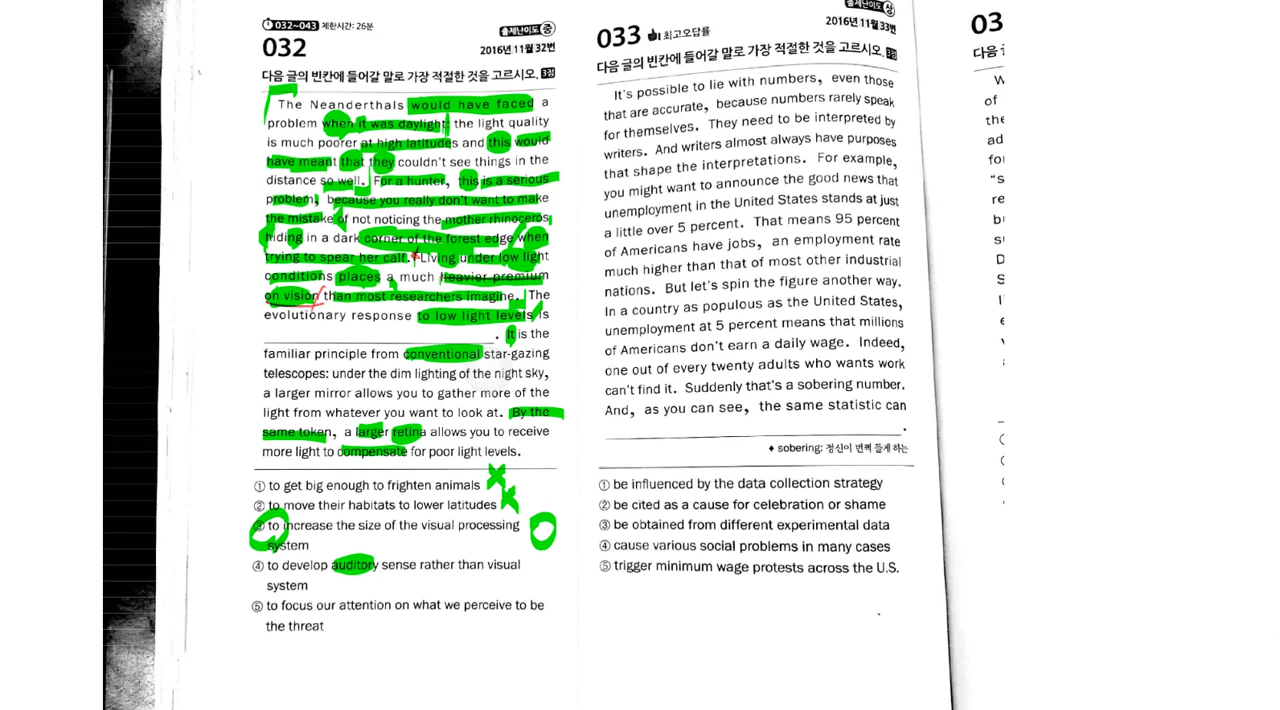 032~043 제한시간: 26분
출제난이도 중
032
2016년 11월 32번
다음 글의 빈칸에 들어갈 말로 가장 적절한 것을 고르시오. 3점
The Neanderthals would have faced a
problem when it was daylight: the light quality
is much poorer at high latitudes and this would
have meant that they couldn't see things in the
distance so well. For a hunter, this is a serious
problem, because you really don't want to make
the mistake of not noticing the mother rhinoceros
hiding in a dark corner of the forest edge when
trying to spear her calf. Living under low light
conditions places a much heavier premium
on vision than most researchers imagine. The
evolutionary response to low light levels is
. It is the
familiar principle from conventional star-gazing
telescopes: under the dim lighting of the night sky,
a larger mirror allows you to gather more of the
light from whatever you want to look at. By the
same token, a larger retina allows you to receive
more light to compensate for poor light levels.
① to get big enough to frighten animals
② to move their habitats to lower latitudes
③ to increase the size of the visual processing
system
④ to develop auditory sense rather than visual
system
⑤ to focus our attention on what we perceive to be
the threat
출제난이도 상
033 최고오답률
2016년 11월 33번
다음 글의 빈칸에 들어갈 말로 가장 적절한 것을 고르시오.
It's possible to lie with numbers, even those
that are accurate, because numbers rarely speak
for themselves. They need to be interpreted by
writers. And writers almost always have purposes
that shape the interpretations. For example,
you might want to announce the good news that
unemployment in the United States stands at just
a little over 5 percent. That means 95 percent
of Americans have jobs, an employment rate
much higher than that of most other industrial
nations. But let's spin the figure another way.
In a country as populous as the United States,
unemployment at 5 percent means that millions
of Americans don't earn a daily wage. Indeed,
one out of every twenty adults who wants work
can't find it. Suddenly that's a sobering number.
And, as you can see, the same statistic can
.
♦ sobering: 정신이 번쩍 들게 하는
① be influenced by the data collection strategy
② be cited as a cause for celebration or shame
③ be obtained from different experimental data
④ cause various social problems in many cases
⑤ trigger minimum wage protests across the U.S.
03
다음
W
of
the
ad
fo
"s
re
b
s
D
S